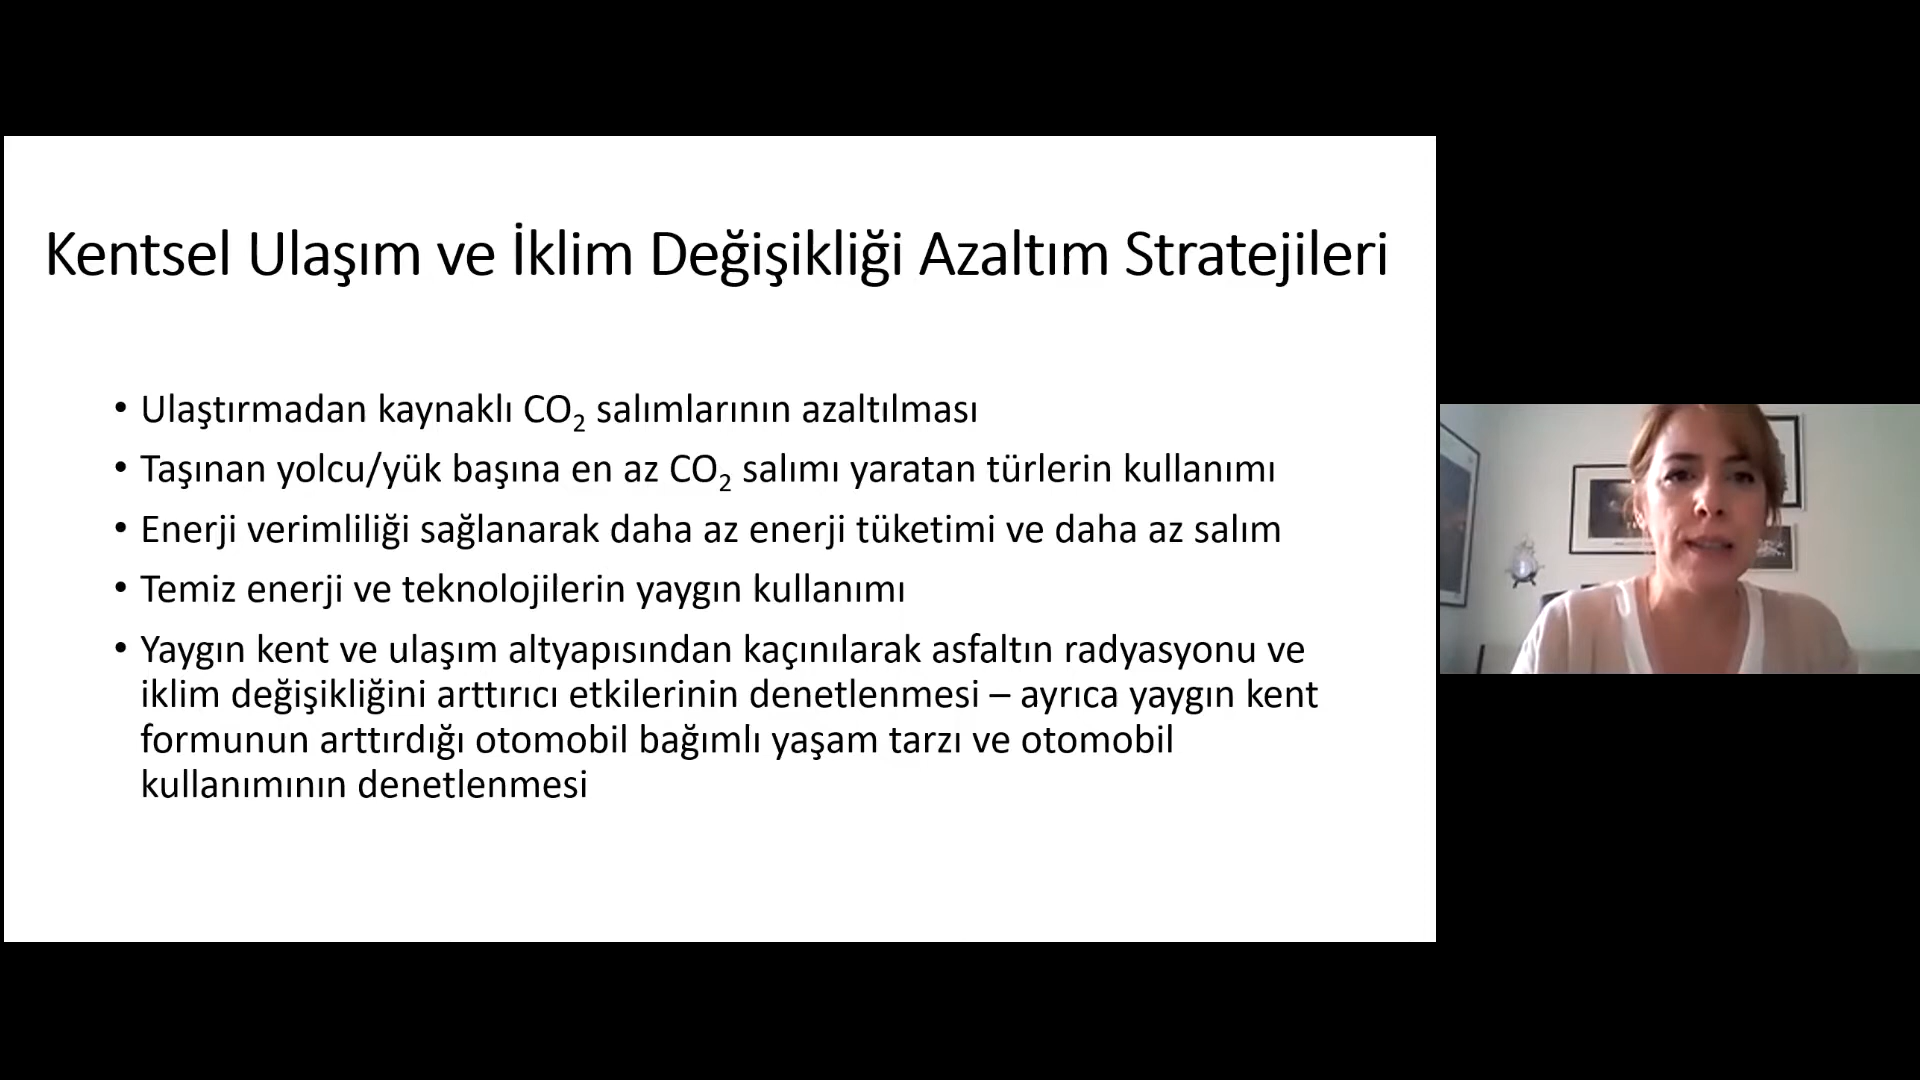 Kentsel Ulaşım ve İklim Değişikliği Azaltım Stratejileri
• Ulaştırmadan kaynaklı CO₂ salımlarının azaltılması
• Taşınan yolcu/yük başına en az CO₂ salımı yaratan türlerin kullanımı
• Enerji verimliliği sağlanarak daha az enerji tüketimi ve daha az salım
• Temiz enerji ve teknolojilerin yaygın kullanımı
• Yaygın kent ve ulaşım altyapısından kaçınılarak asfaltın radyasyonu ve
iklim değişikliğini arttırıcı etkilerinin denetlenmesi – ayrıca yaygın kent
formunun arttırdığı otomobil bağımlı yaşam tarzı ve otomobil
kullanımının denetlenmesi